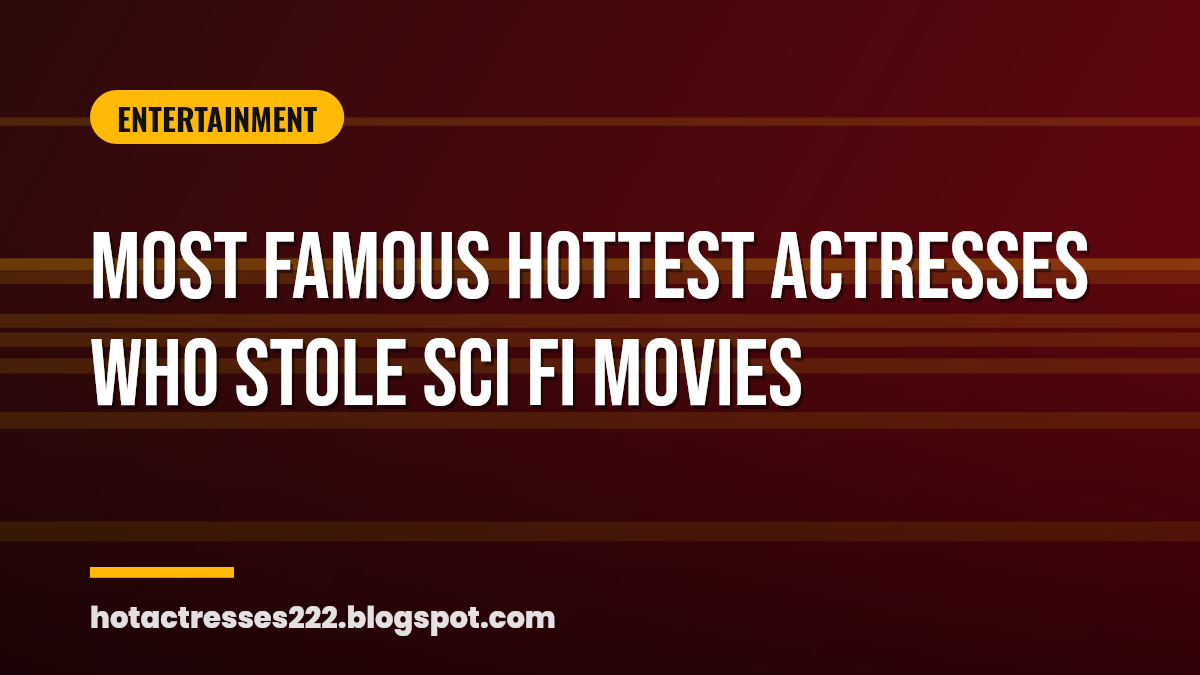 ENTERTAINMENT
MOST FAMOUS HOTTEST ACTRESSES
WHO STOLE SCI FI MOVIES
hotactresses222.blogspot.com